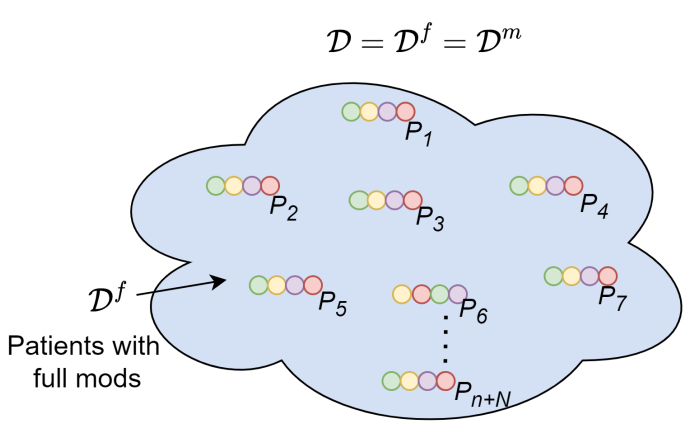 𝒟 = 𝒟^f = 𝒟^m
P_1
P_2
P_3
P_4
P_5
P_6
P_7
𝒟^f
Patients with
full mods
P_{n+N}